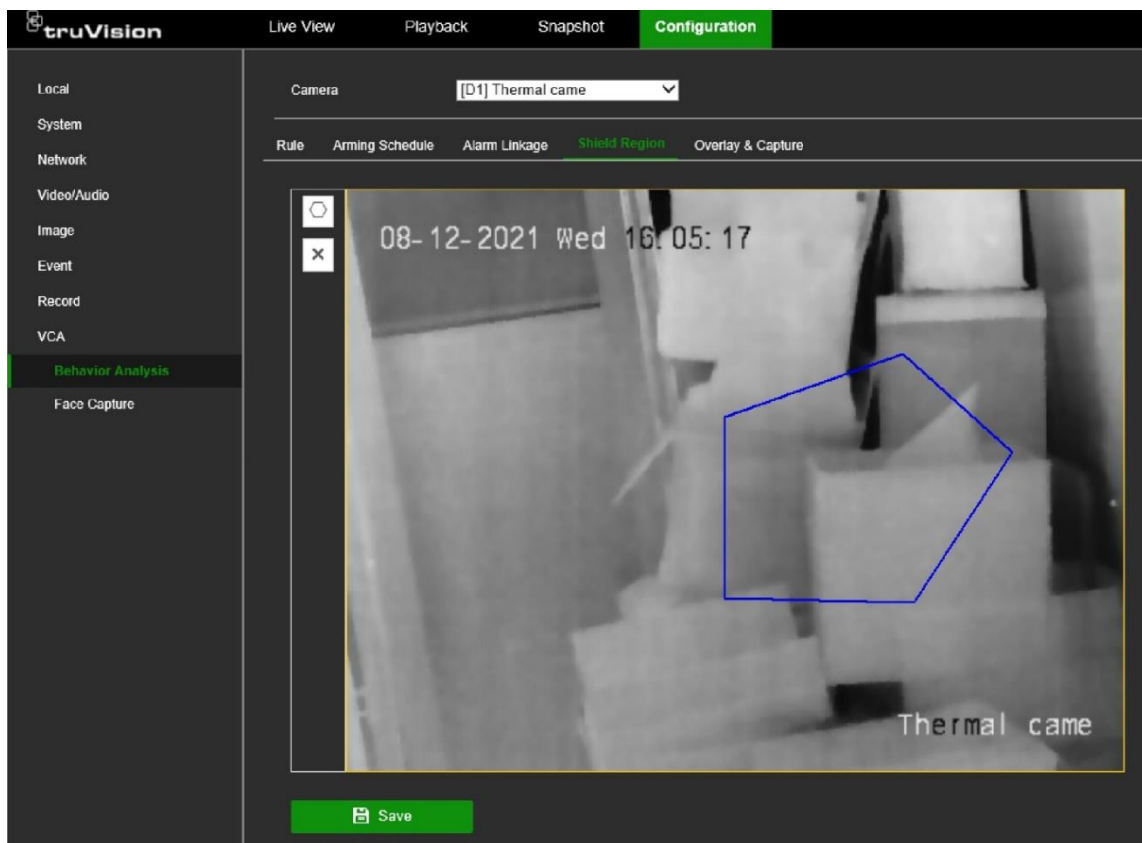 truVision Live View Playback Snapshot Configuration
Local
System
Network
Video/Audio
Image
Event
Record
VCA
Behavior Analysis
Face Capture
Camera [D1] Thermal came
Rule Arming Schedule Alarm Linkage Shield Region Overlay & Capture
08-12-2021 Wed 16:05:17
Thermal came
Save